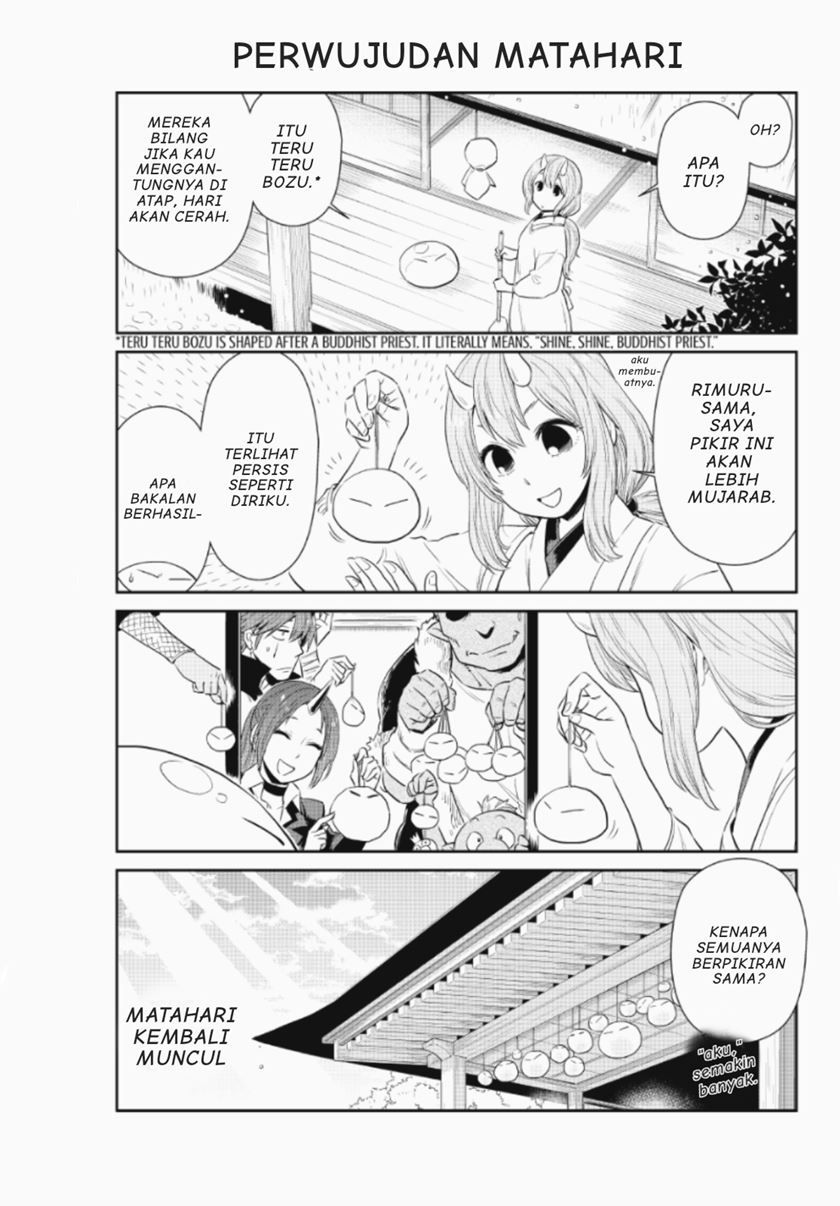 PERWUJUDAN MATAHARI
OH?
APA
ITU?
ITU
TERU
TERU
BOZU.*
MEREKA
BILANG
JIKA KAU
MENGGAN-
TUNGNYA DI
ATAP, HARI
AKAN CERAH.
*TERU TERU BOZU IS SHAPED AFTER A BUDDHIST PRIEST. IT LITERALLY MEANS, "SHINE, SHINE, BUDDHIST PRIEST."
RIMURU-
SAMA,
SAYA
PIKIR INI
AKAN
LEBIH
MUJARAB.
aku
membu-
atnya.
ITU
TERLIHAT
PERSIS
SEPERTI
DIRIKU.
APA
BAKALAN
BERHASIL-
KENAPA
SEMUANYA
BERPIKIRAN
SAMA?
"aku,"
semakin
banyak.
MATAHARI
KEMBALI
MUNCUL